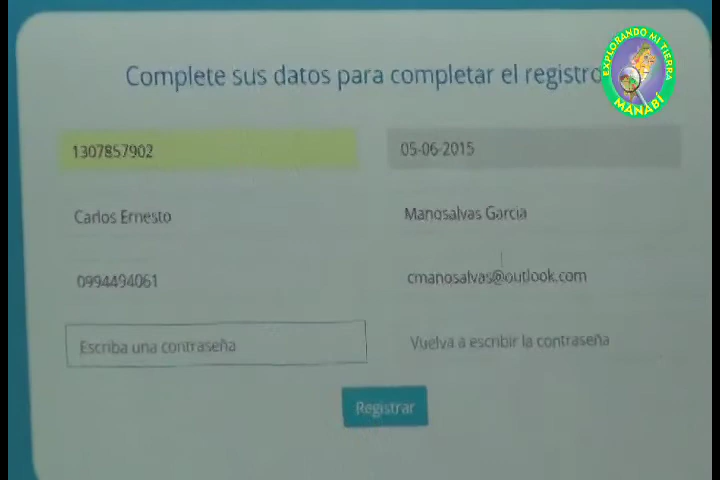 Complete sus datos para completar el registro
EXPLORANDO MI TIERRA
MANABÍ
1307857902
05-06-2015
Carlos Ernesto
Manosalvas Garcia
0994494061
cmanosalvas@outlook.com
Escriba una contraseña
Vuelva a escribir la contraseña
Registrar